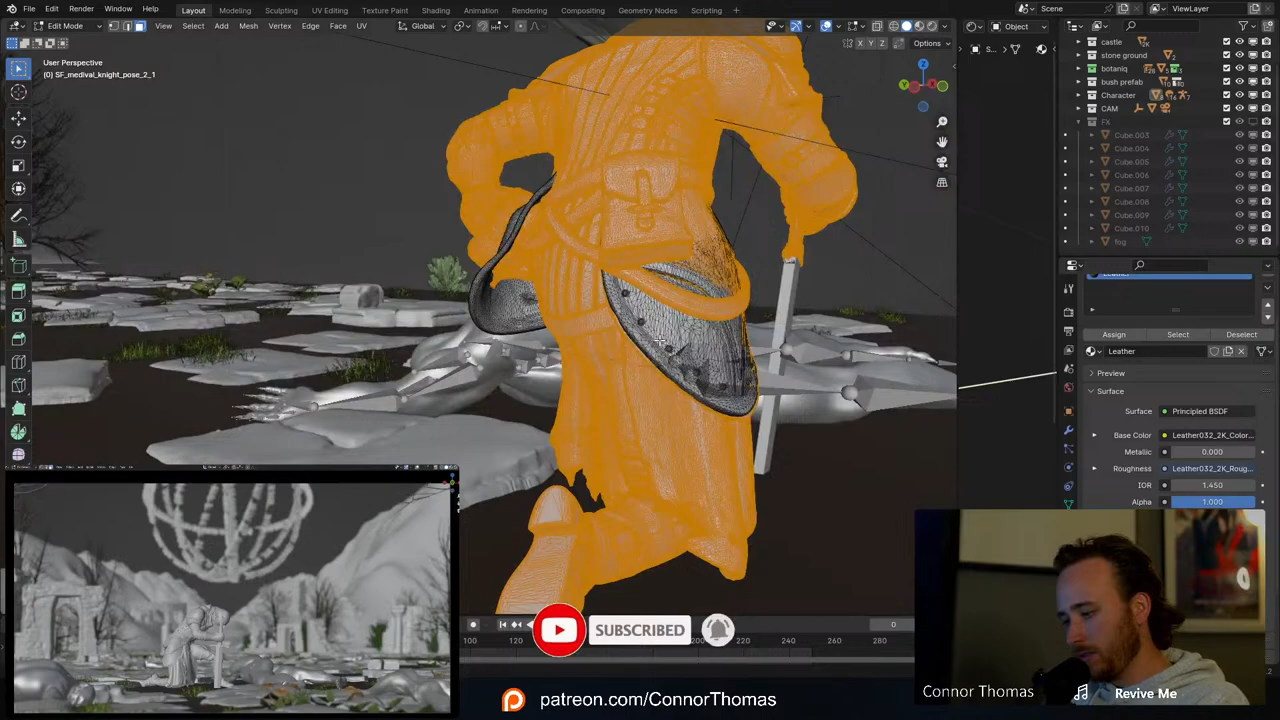 File Edit Render Window Help
Layout Modeling Sculpting UV Editing Texture Paint Shading Animation Rendering Compositing Geometry Nodes Scripting +
Scene ViewLayer
Edit Mode View Select Add Mesh Vertex Edge Face UV Global
Object
X Y Z Options
User Perspective
(0) SF_medival_knight_pose_2_1
Z
castle
stone ground
botaniq
bush prefab
Character
CAM
FX
Cube.003
Cube.004
Cube.005
Cube.006
Cube.007
Cube.008
Cube.009
Cube.010
fog
Assign Select Deselect
Leather
Preview
Surface
Surface Principled BSDF
Base Color Leather032_2K_Color...
Metallic 0.000
Roughness Leather032_2K_Roug...
IOR 1.450
Alpha 1.000
0
100 120 200 220 240 260 280
SUBSCRIBED
patreon.com/ConnorThomas
Connor Thomas
Revive Me